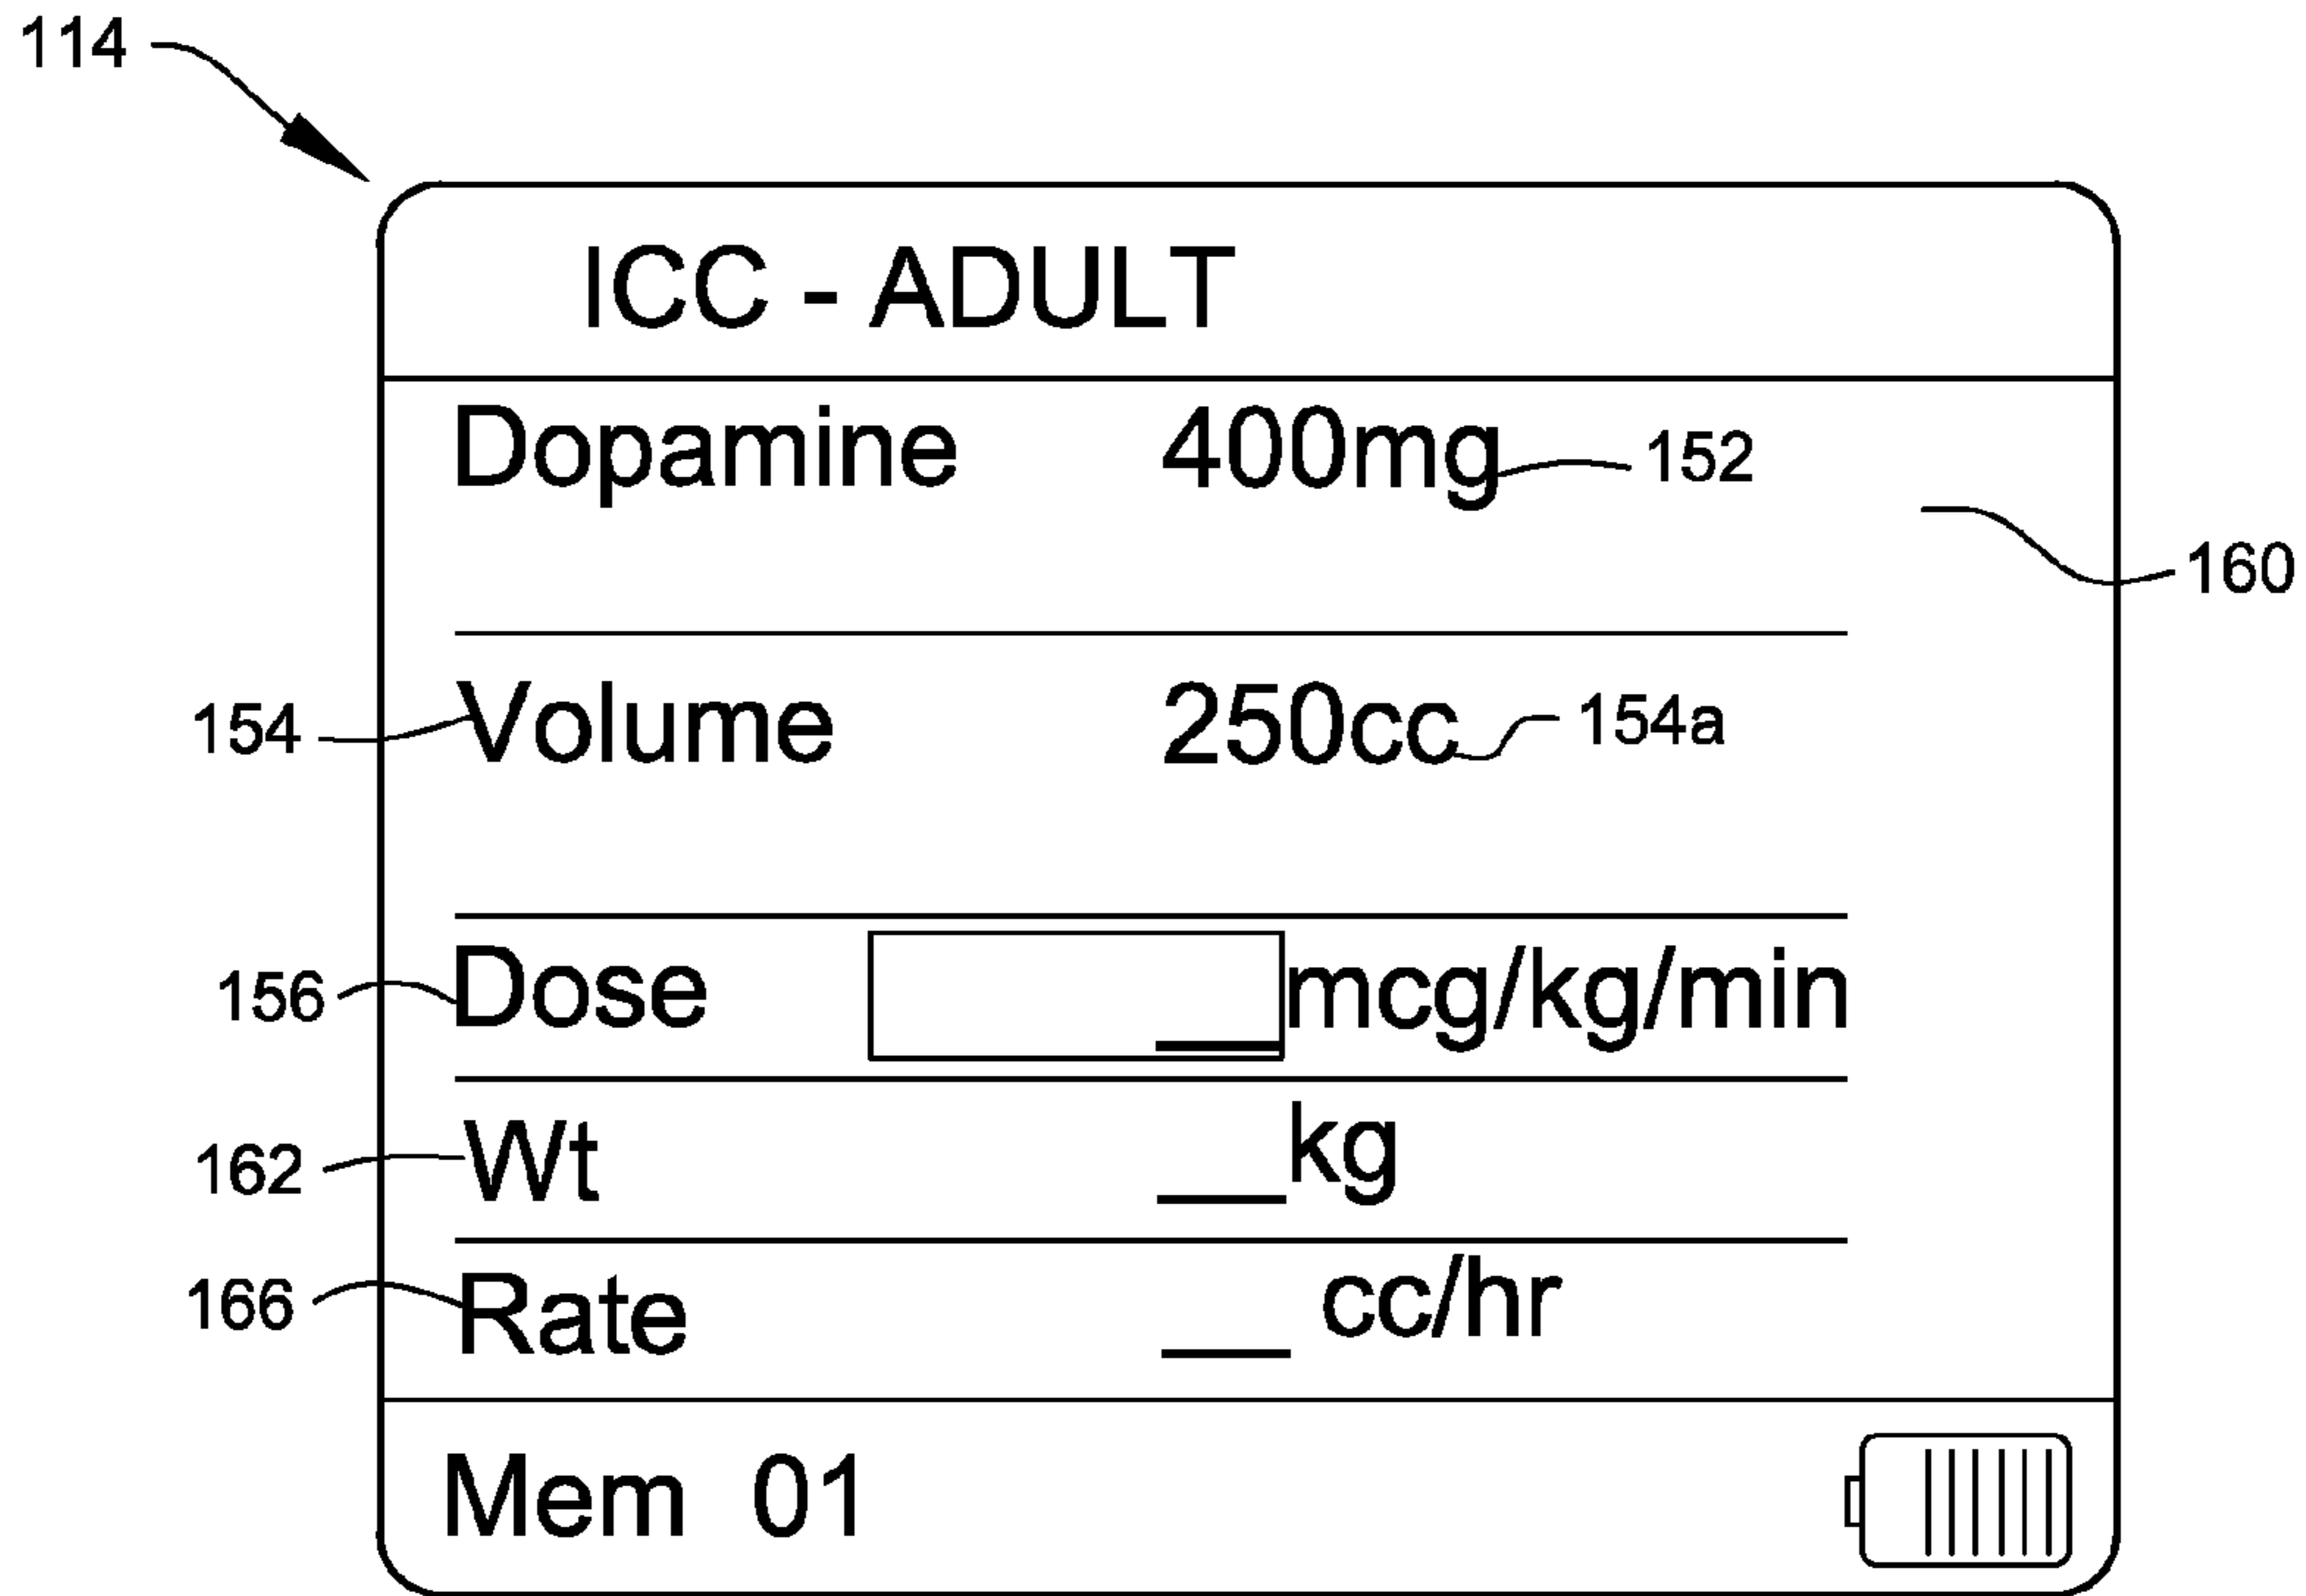 114
ICC - ADULT
Dopamine 400mg 152
160
154 Volume 250cc 154a
156 Dose __ mcg/kg/min
162 Wt __ kg
166 Rate __ cc/hr
Mem 01